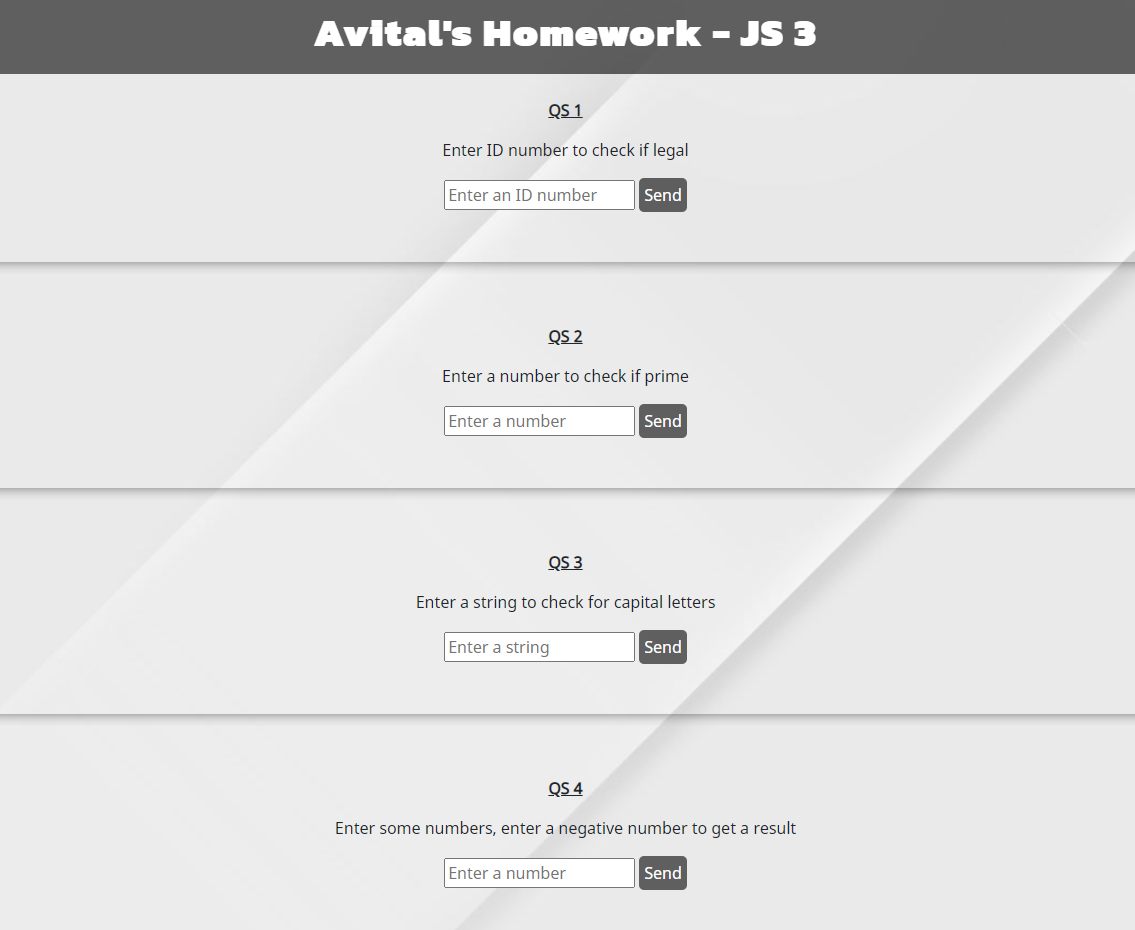 Avital's Homework - JS 3
QS 1
Enter ID number to check if legal
Enter an ID number Send
QS 2
Enter a number to check if prime
Enter a number Send
QS 3
Enter a string to check for capital letters
Enter a string Send
QS 4
Enter some numbers, enter a negative number to get a result
Enter a number Send